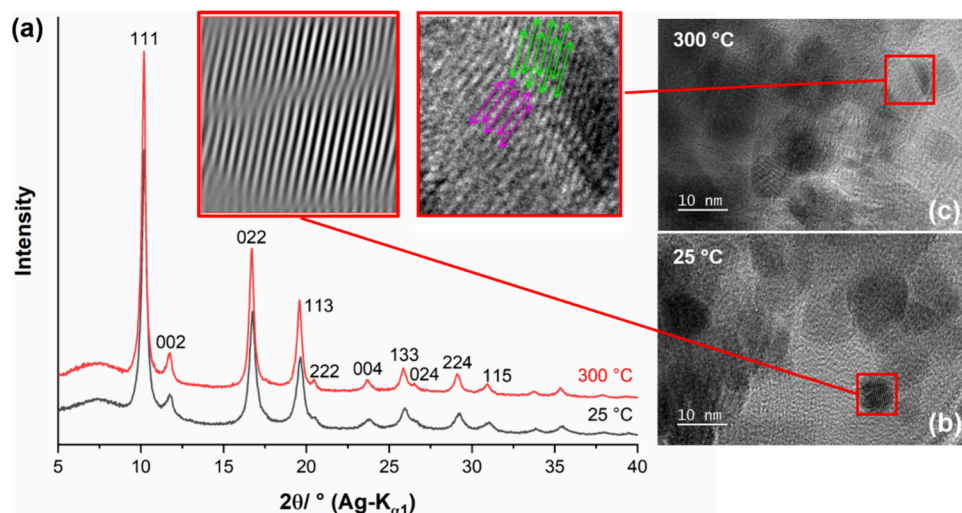 (a)
111
002
022
113
222
004
133
024
224
115
300 °C
25 °C
Intensity
5
10
15
20
25
30
35
40
2θ/ ° (Ag-Kα1)
300 °C
10 nm
(c)
25 °C
10 nm
(b)